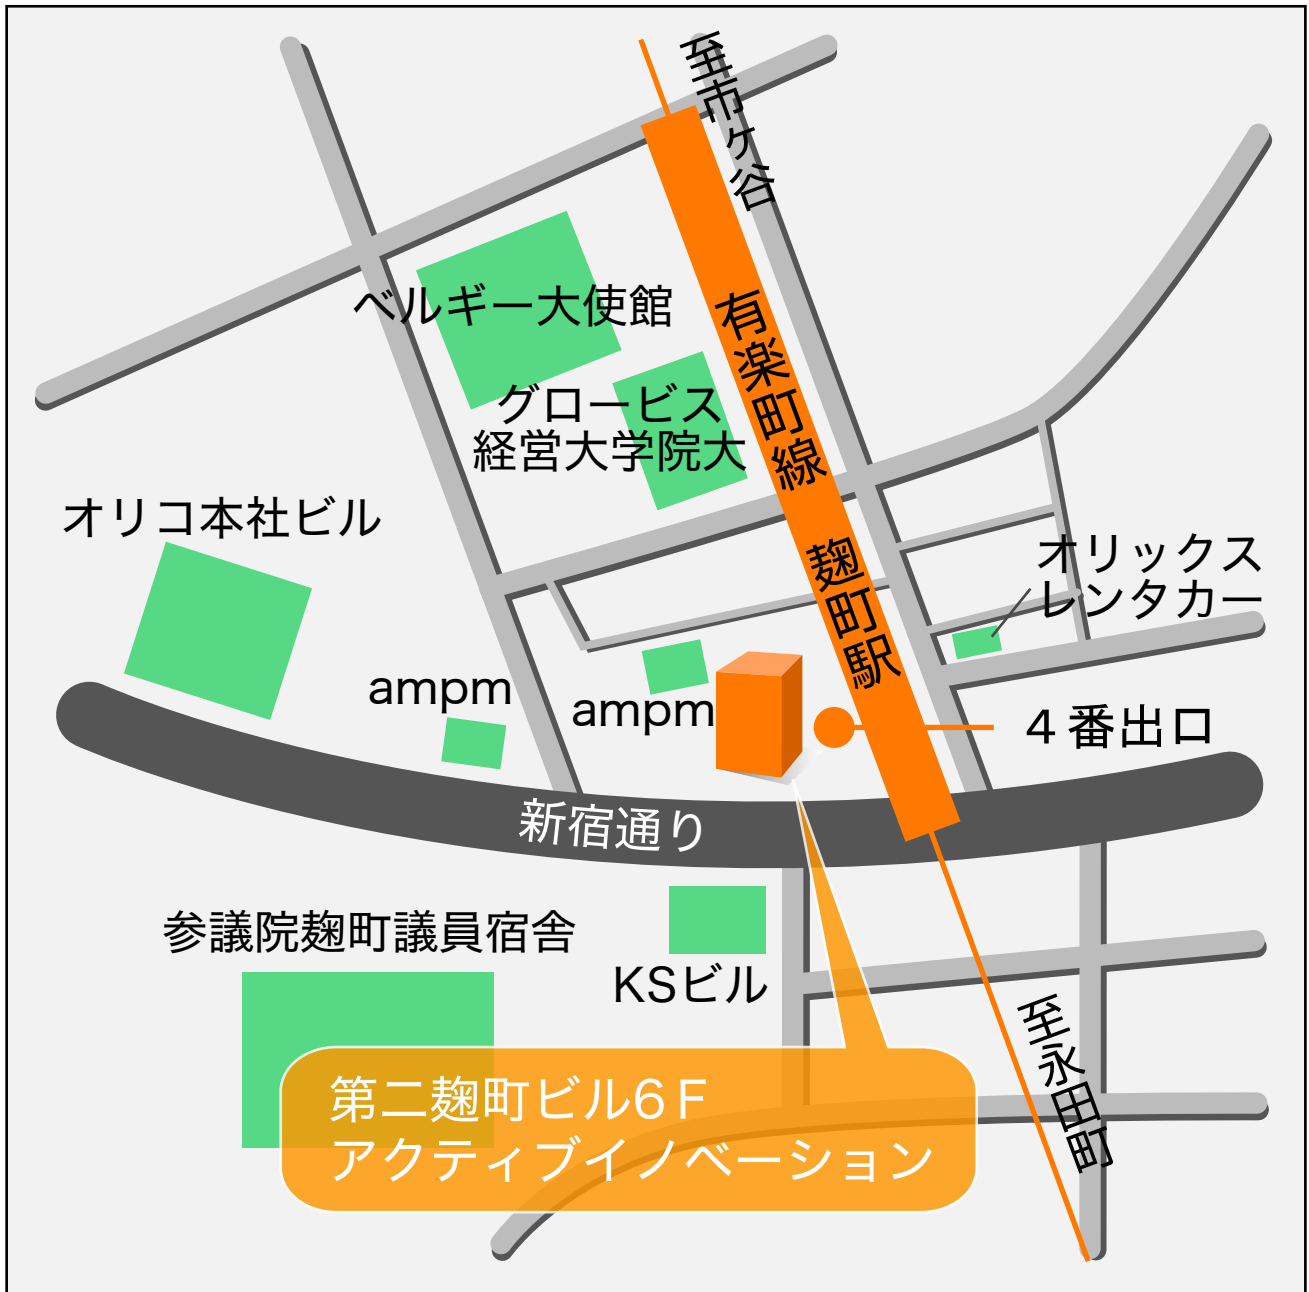 至市ケ谷
ベルギー大使館
有楽町線 麹町駅
グロービス
経営大学院大
オリコ本社ビル
オリックス
レンタカー
ampm
ampm
４番出口
新宿通り
参議院麹町議員宿舎
KSビル
至永田町
第二麹町ビル6Ｆ
アクティブイノベーション